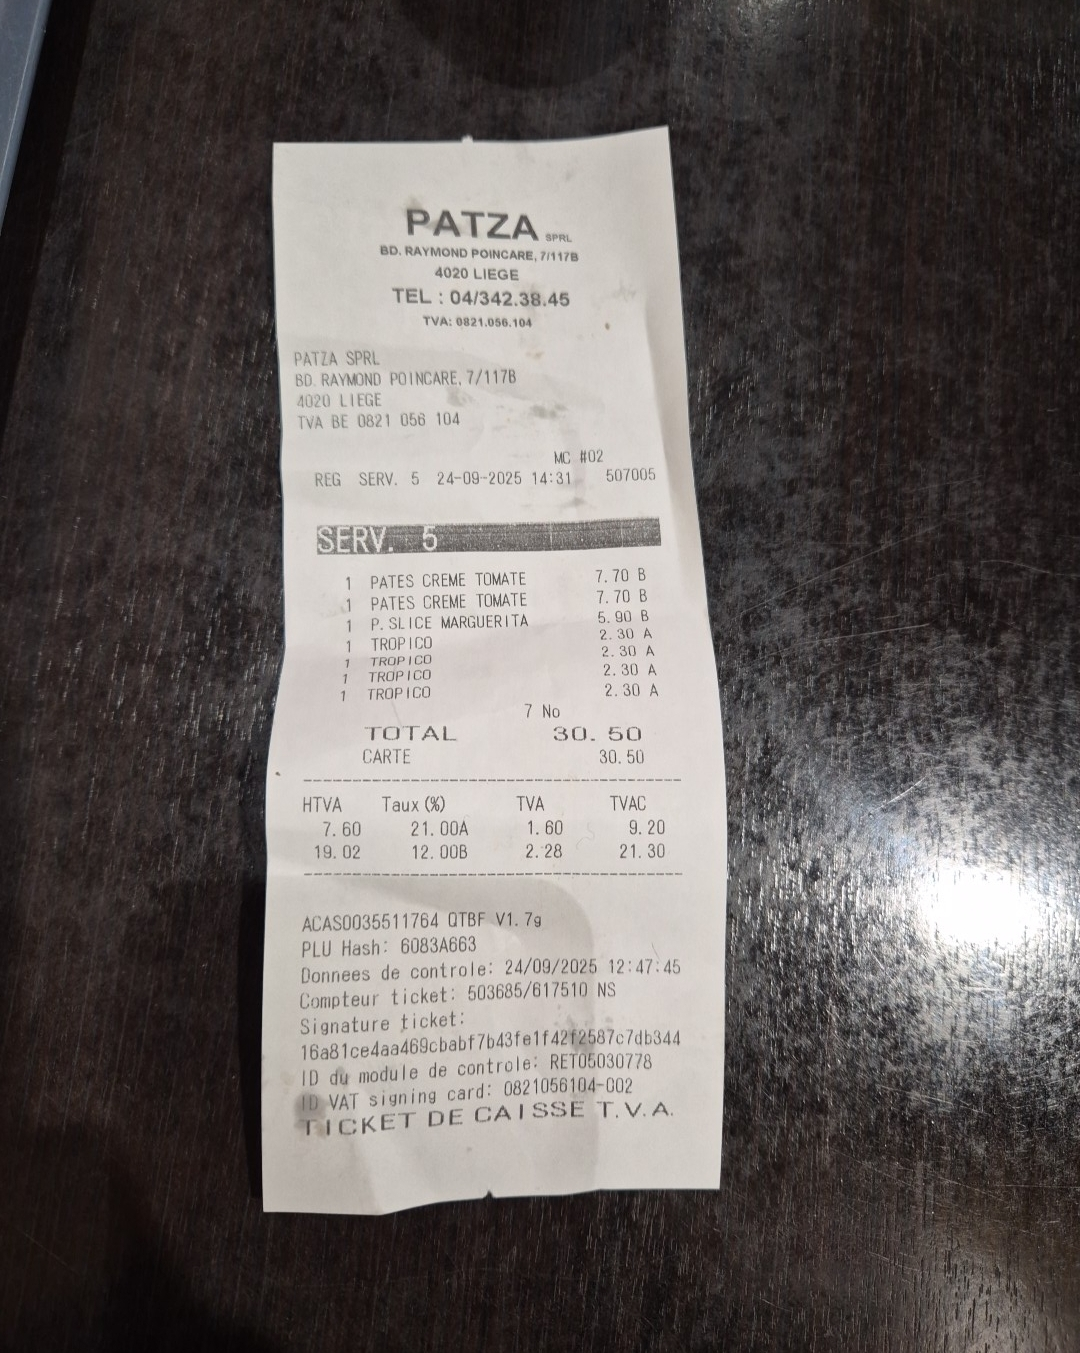 PATZA SPRL
BD. RAYMOND POINCARE, 7/117B
4020 LIEGE
TEL : 04/342.38.45
TVA: 0821.056.104
PATZA SPRL
BD. RAYMOND POINCARE, 7/117B
4020 LIEGE
TVA BE 0821 056 104
MC #02
REG SERV. 5 24-09-2025 14:31 507005
SERV. 5
1 PATES CREME TOMATE 7.70 B
1 PATES CREME TOMATE 7.70 B
1 P.SLICE MARGUERITA 5.90 B
1 TROPICO 2.30 A
1 TROPICO 2.30 A
1 TROPICO 2.30 A
1 TROPICO 2.30 A
7 No
TOTAL 30.50
CARTE 30.50
HTVA Taux (%) TVA TVAC
7.60 21.00A 1.60 9.20
19.02 12.00B 2.28 21.30
ACAS0035511764 QTBF V1.7g
PLU Hash: 6083A663
Donnees de controle: 24/09/2025 12:47:45
Compteur ticket: 503685/617510 NS
Signature ticket:
16a81ce4aa469cbabf7b43fe1f42f2587c7db344
ID du module de controle: RET05030778
ID VAT signing card: 0821056104-002
TICKET DE CAISSE T.V.A.